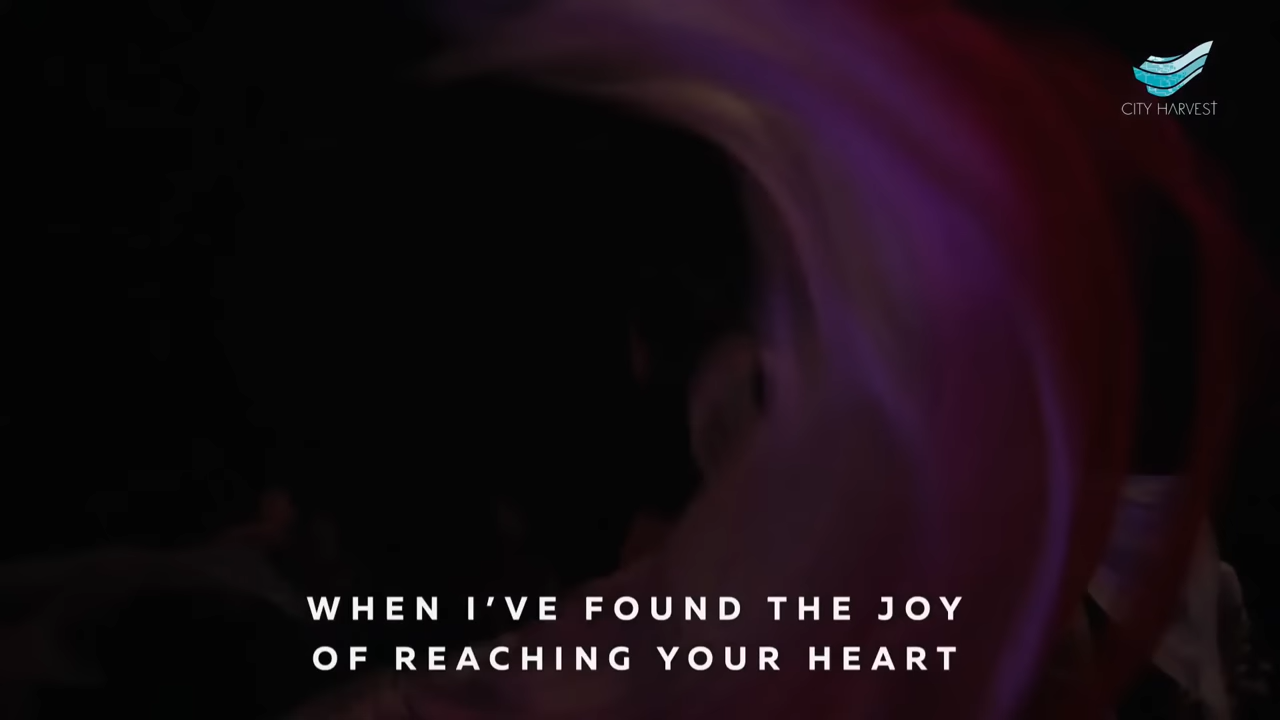 CITY HARVEST
WHEN I’VE FOUND THE JOY
OF REACHING YOUR HEART